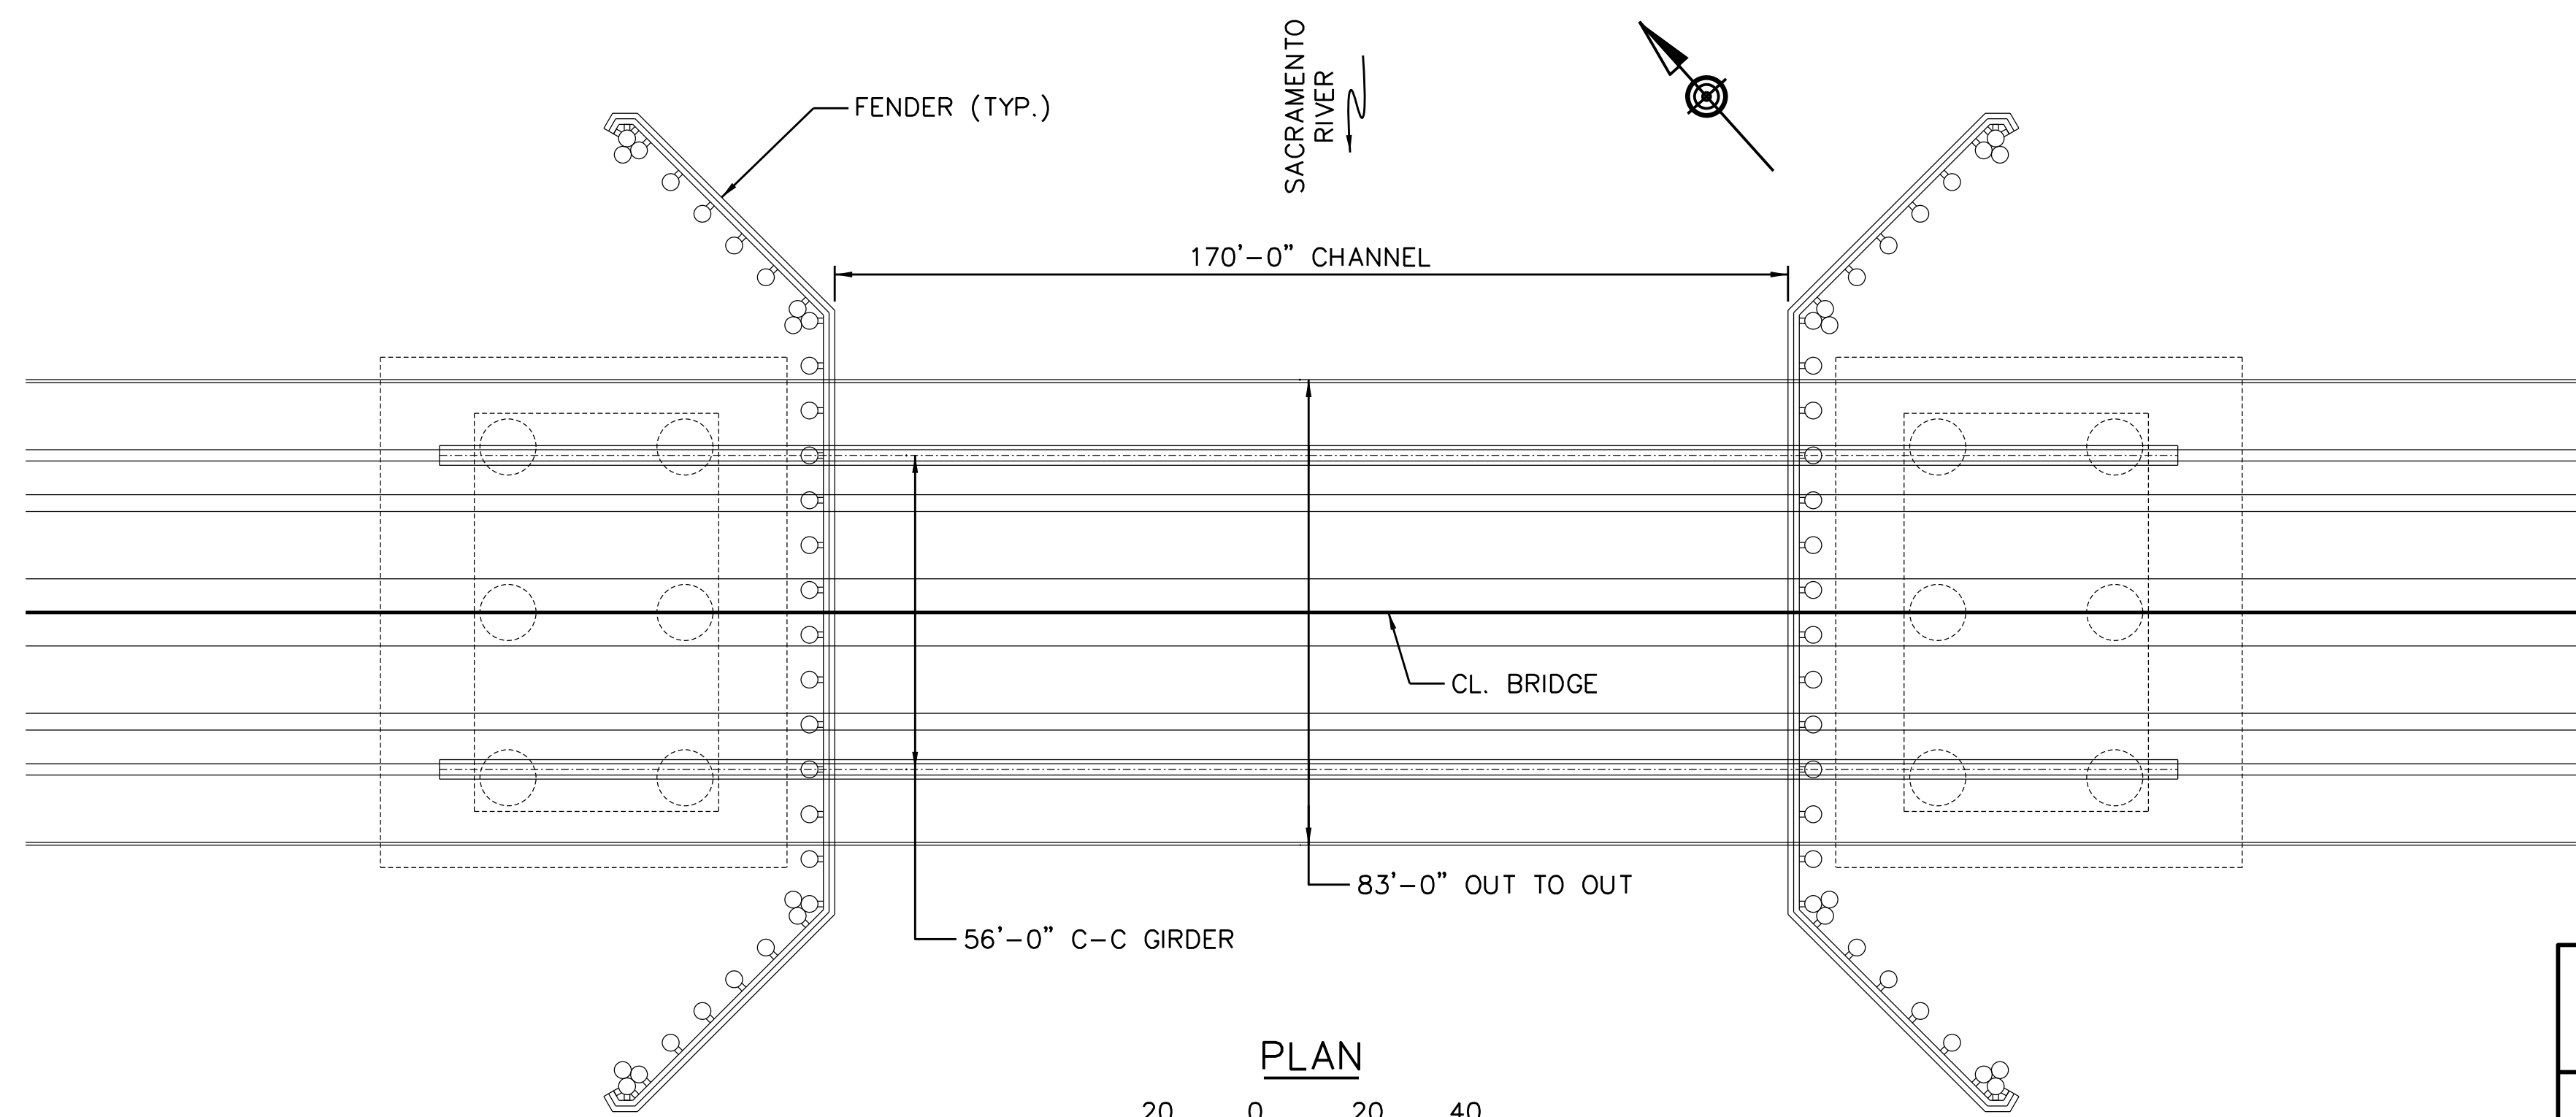 SACRAMENTO
RIVER
FENDER (TYP.)
170'-0" CHANNEL
CL. BRIDGE
83'-0" OUT TO OUT
56'-0" C-C GIRDER
PLAN
20 0 20 40